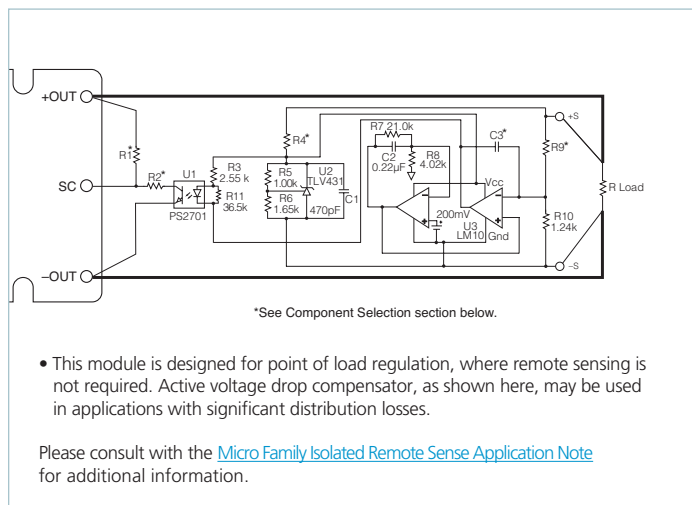 +OUT
+S
R7 21.0k
R4*
C3*
R9*
C2
0.22µF
R8
4.02k
R1*
U1
R3
2.55 k
R5
1.00k
U2
TLV431
Vcc
SC
R2*
R11
36.5k
R6
1.65k
C1
470pF
200mV
R Load
PS2701
U3
LM10
Gnd
R10
1.24k
–OUT
–S
*See Component Selection section below.
• This module is designed for point of load regulation, where remote sensing is
not required. Active voltage drop compensator, as shown here, may be used
in applications with significant distribution losses.
Please consult with the Micro Family Isolated Remote Sense Application Note
for additional information.